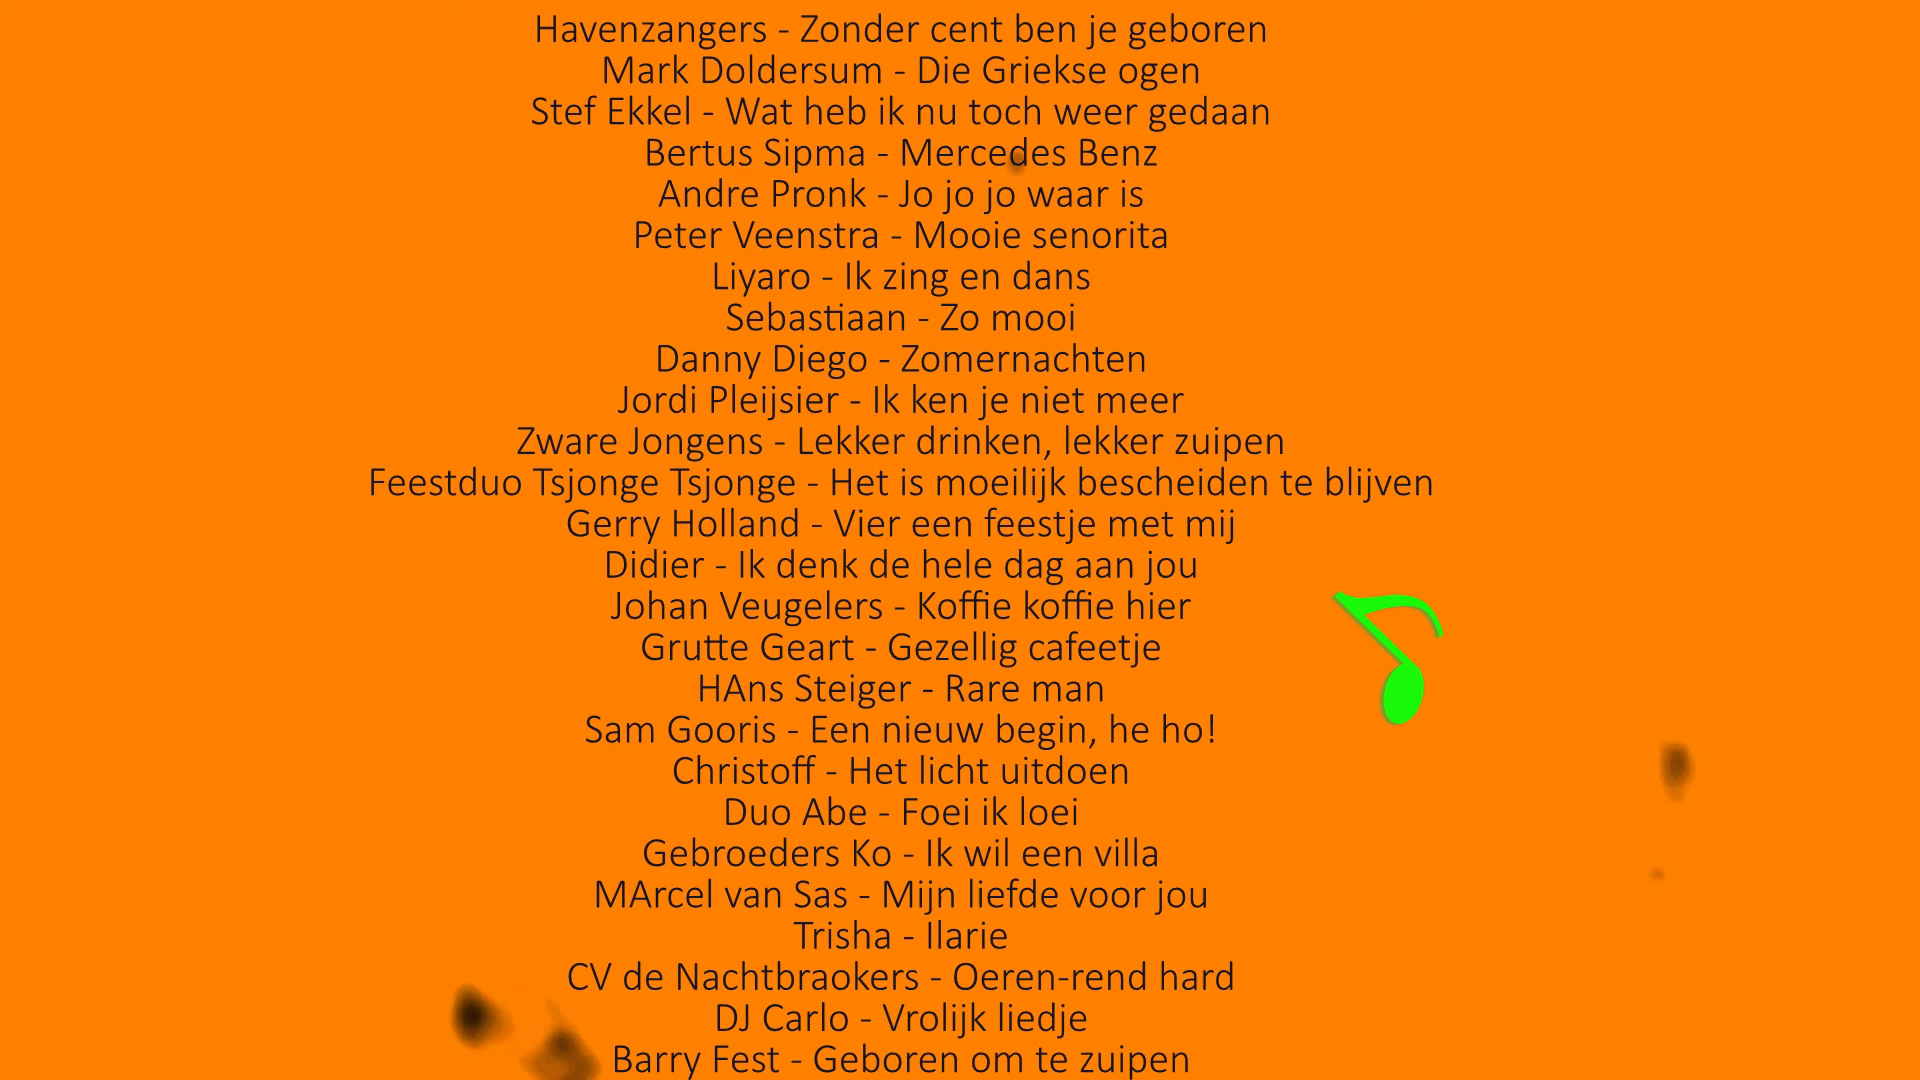 Havenzangers - Zonder cent ben je geboren
Mark Doldersum - Die Griekse ogen
Stef Ekkel - Wat heb ik nu toch weer gedaan
Bertus Sipma - Mercedes Benz
Andre Pronk - Jo jo jo waar is
Peter Veenstra - Mooie senorita
Liyaro - Ik zing en dans
Sebastiaan - Zo mooi
Danny Diego - Zomernachten
Jordi Pleijsier - Ik ken je niet meer
Zware Jongens - Lekker drinken, lekker zuipen
Feestduo Tsjonge Tsjonge - Het is moeilijk bescheiden te blijven
Gerry Holland - Vier een feestje met mij
Didier - Ik denk de hele dag aan jou
Johan Veugelers - Koffie koffie hier
Grutte Geart - Gezellig cafeetje
HAns Steiger - Rare man
Sam Gooris - Een nieuw begin, he ho!
Christoff - Het licht uitdoen
Duo Abe - Foei ik loei
Gebroeders Ko - Ik wil een villa
MArcel van Sas - Mijn liefde voor jou
Trisha - Ilarie
CV de Nachtbraokers - Oeren-rend hard
DJ Carlo - Vrolijk liedje
Barry Fest - Geboren om te zuipen